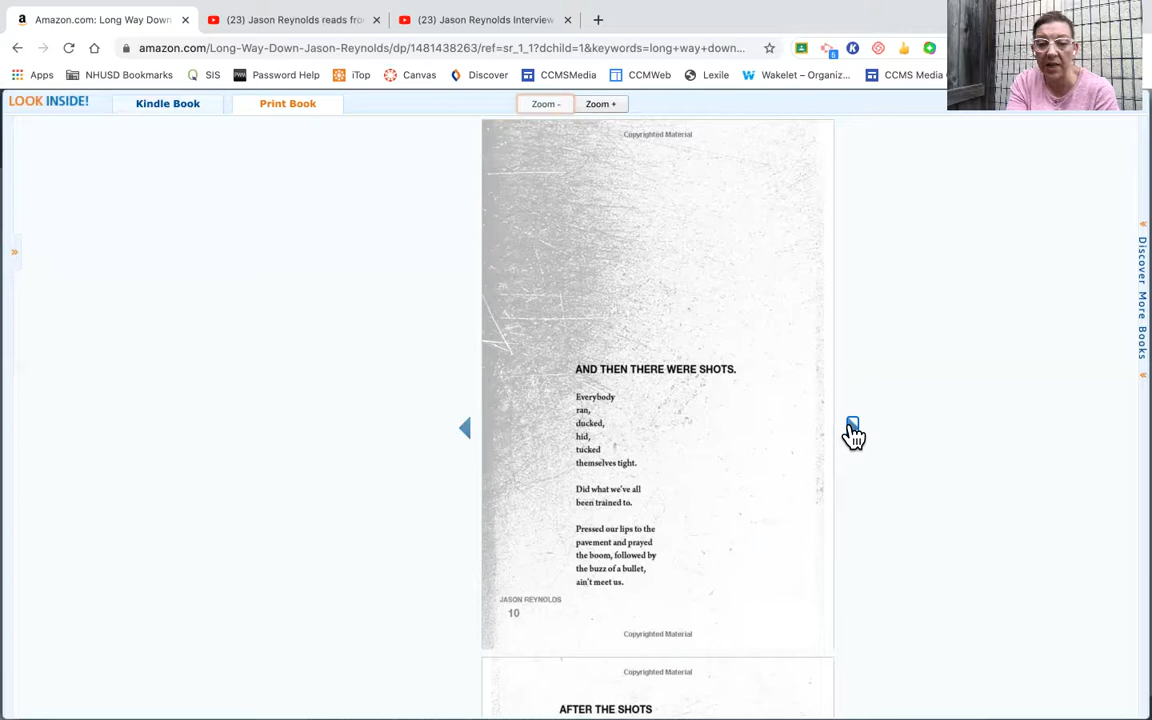 Amazon.com: Long Way Down
(23) Jason Reynolds reads fro
(23) Jason Reynolds Interview
amazon.com/Long-Way-Down-Jason-Reynolds/dp/1481438263/ref=sr_1_1?dchild=1&keywords=long+way+down...
Apps
NHUSD Bookmarks
SIS
Password Help
iTop
Canvas
Discover
CCMSMedia
CCMWeb
Lexile
Wakelet – Organiz...
CCMS Media
LOOK INSIDE!
Kindle Book
Print Book
Zoom -
Zoom +
Copyrighted Material
AND THEN THERE WERE SHOTS.
Everybody
ran,
ducked,
hid,
tucked
themselves tight.
Did what we've all
been trained to.
Pressed our lips to the
pavement and prayed
the boom, followed by
the buzz of a bullet,
ain't meet us.
JASON REYNOLDS
10
Copyrighted Material
Copyrighted Material
AFTER THE SHOTS
Discover More Books